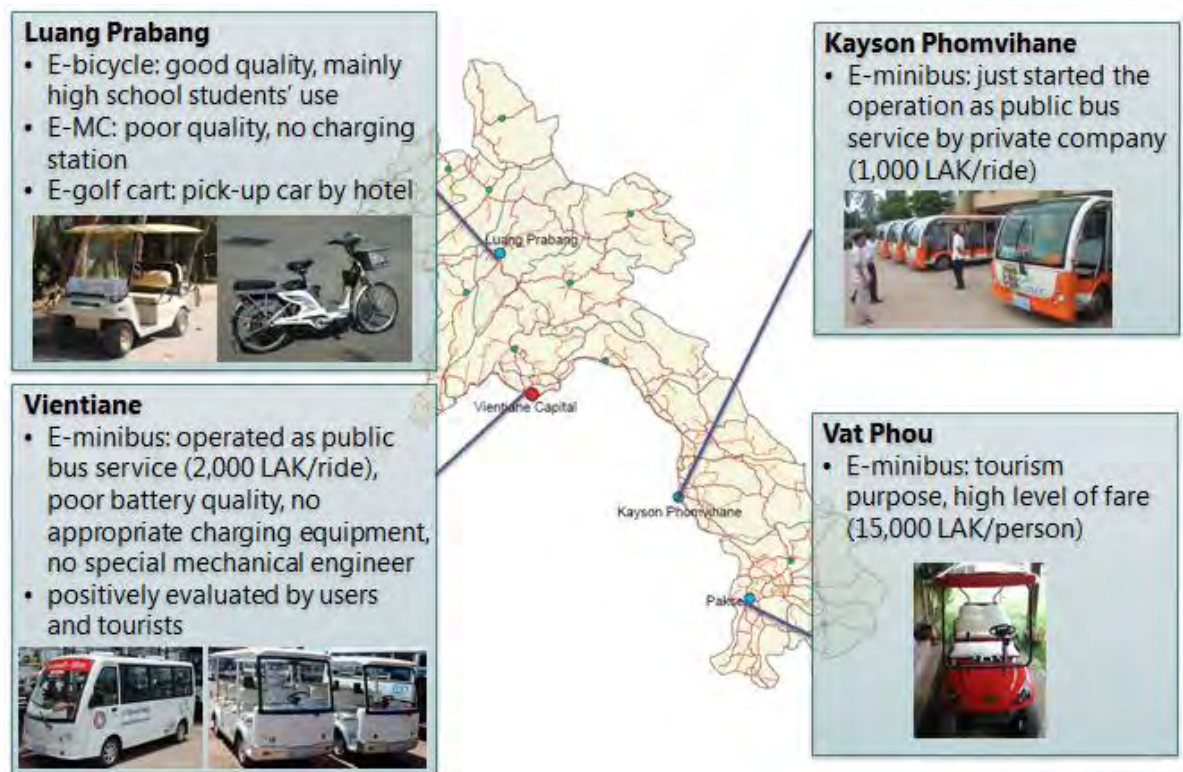 Luang Prabang
• E-bicycle: good quality, mainly
high school students' use
• E-MC: poor quality, no charging
station
• E-golf cart: pick-up car by hotel
Vientiane
• E-minibus: operated as public
bus service (2,000 LAK/ride),
poor battery quality, no
appropriate charging equipment,
no special mechanical engineer
• positively evaluated by users
and tourists
Luang Prabang
Vientiane Capital
Kayson Phomvihane
Pakse
Kayson Phomvihane
• E-minibus: just started the
operation as public bus
service by private company
(1,000 LAK/ride)
Vat Phou
• E-minibus: tourism
purpose, high level of fare
(15,000 LAK/person)